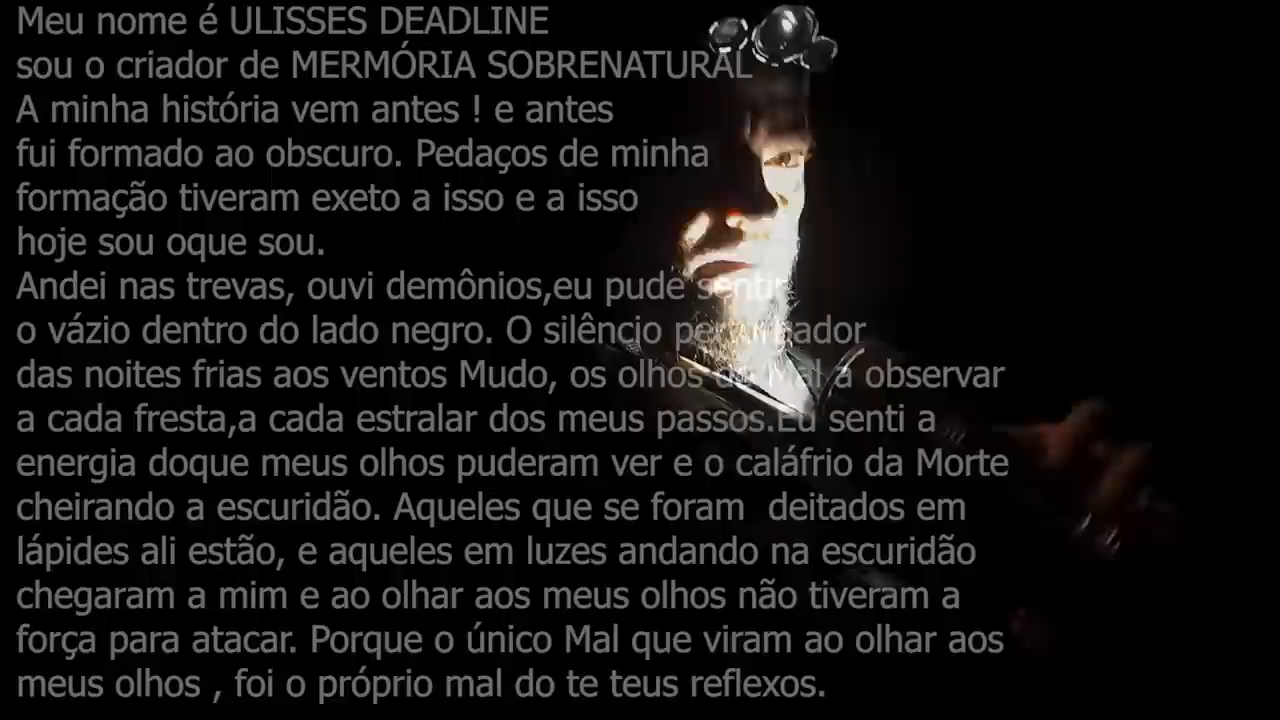 Meu nome é ULISSES DEADLINE
sou o criador de MERMÓRIA SOBRENATURAL
A minha história vem antes ! e antes
fui formado ao obscuro. Pedaços de minha
formação tiveram exeto a isso e a isso
hoje sou oque sou.
Andei nas trevas, ouvi demônios,eu pude sentir
o vázio dentro do lado negro. O silêncio perturbador
das noites frias aos ventos Mudo, os olhos do Mal a observar
a cada fresta,a cada estralar dos meus passos.Eu senti a
energia doque meus olhos puderam ver e o caláfrio da Morte
cheirando a escuridão. Aqueles que se foram  deitados em
lápides ali estão, e aqueles em luzes andando na escuridão
chegaram a mim e ao olhar aos meus olhos não tiveram a
força para atacar. Porque o único Mal que viram ao olhar aos
meus olhos , foi o próprio mal do te teus reflexos.